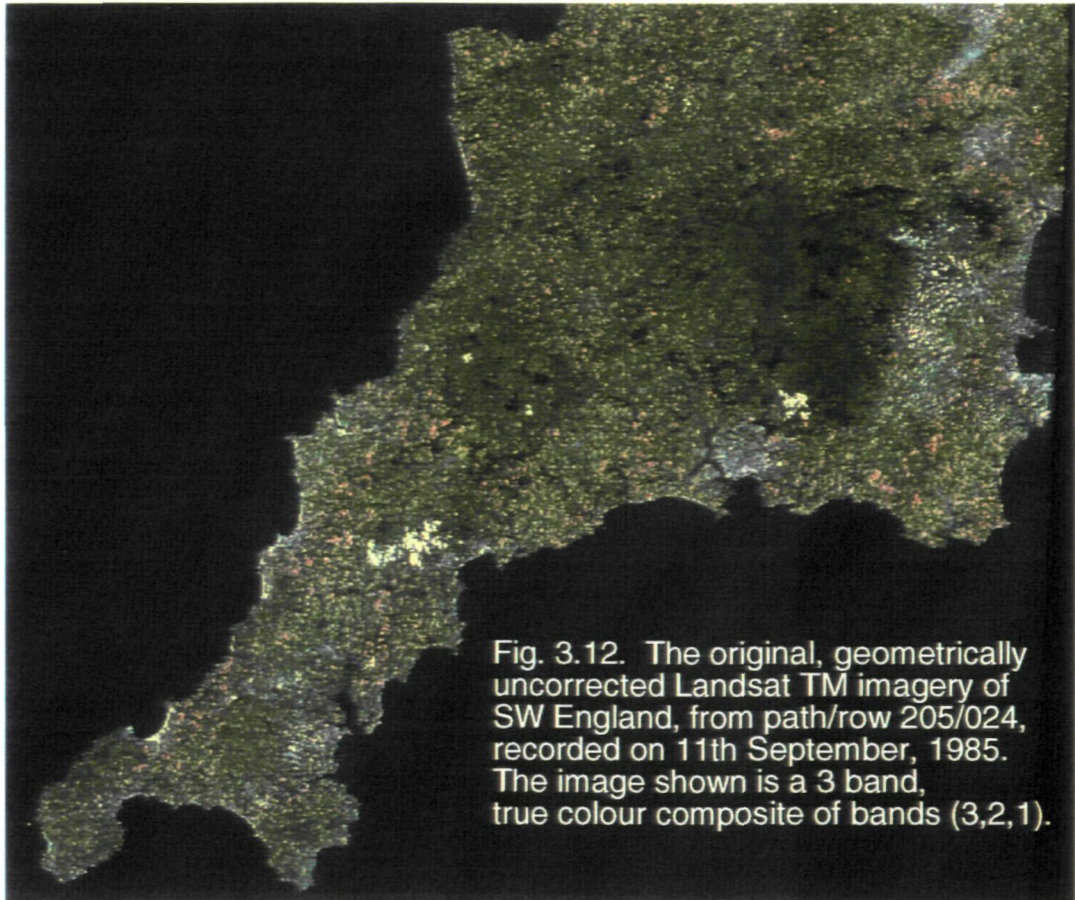 Fig. 3.12. The original, geometrically
uncorrected Landsat TM imagery of
SW England, from path/row 205/024,
recorded on 11th September, 1985.
The image shown is a 3 band,
true colour composite of bands (3,2,1).